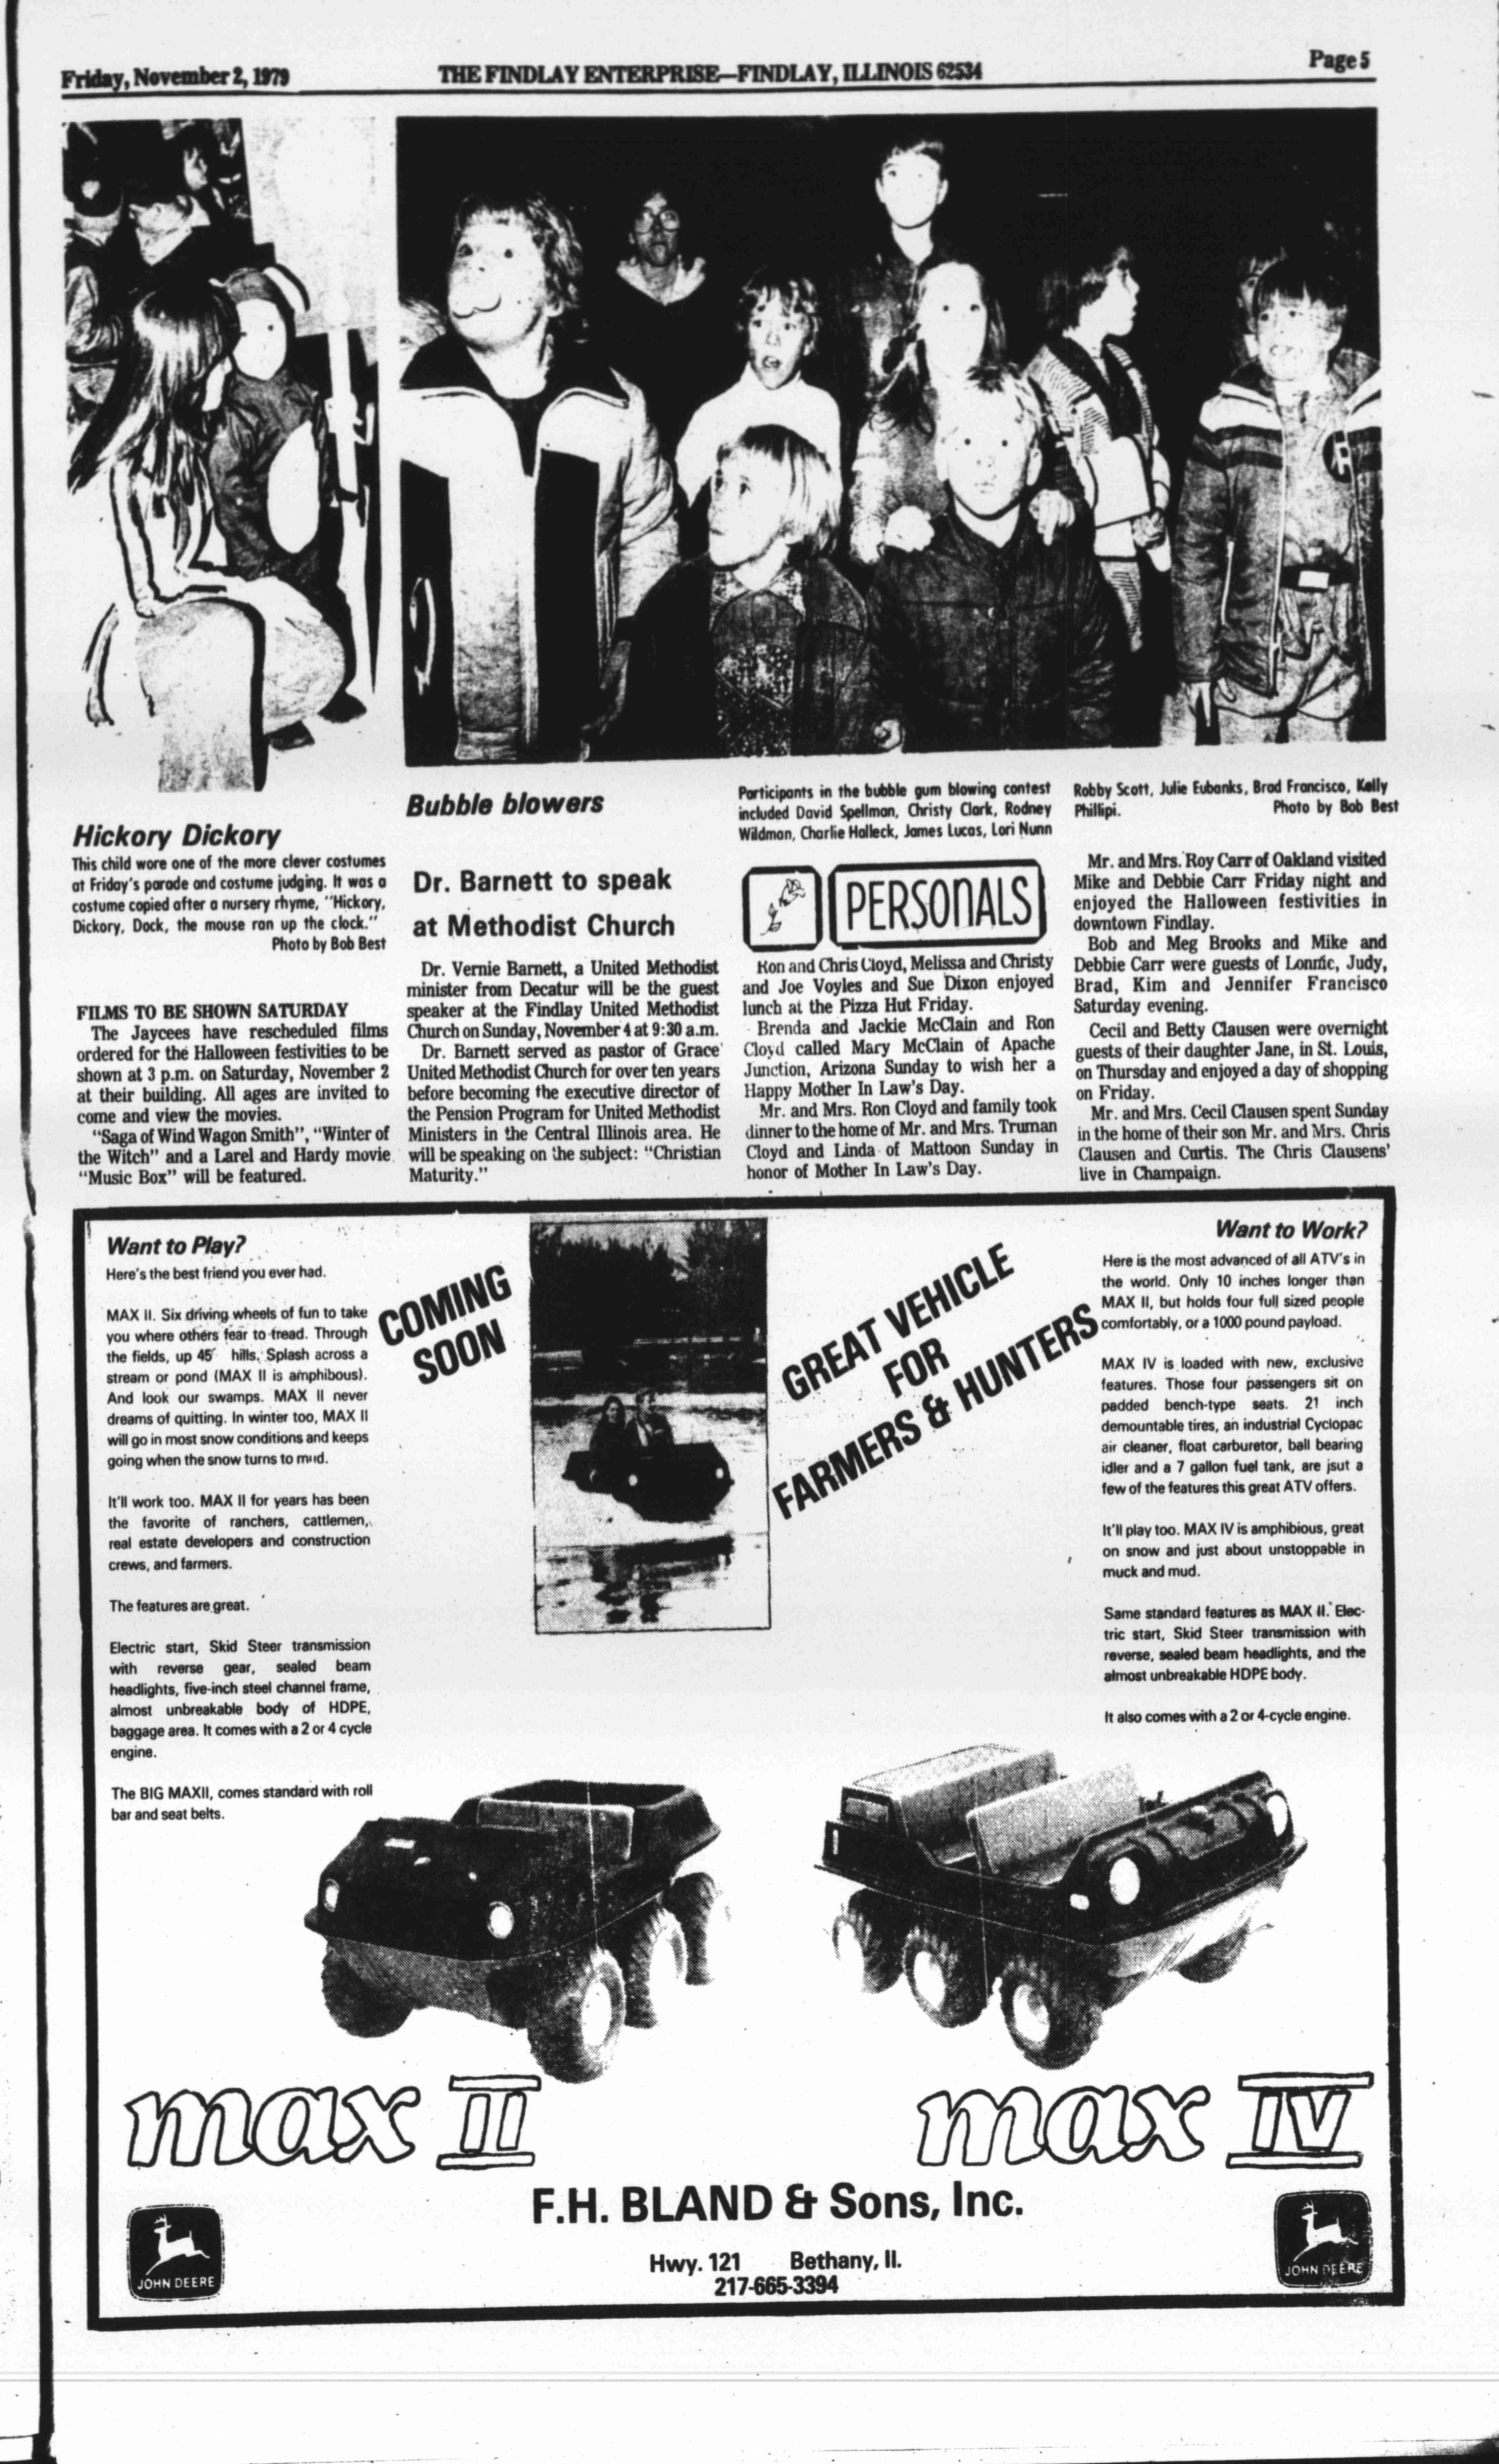 Friday, November 2, 1979
THE FINDLAY ENTERPRISE—FINDLAY, ILLINOIS 62534
Page 5
Hickory Dickory
This child wore one of the more clever costumes
at Friday's parade and costume judging. It was a
costume copied after a nursery rhyme, "Hickory,
Dickory, Dock, the mouse ran up the clock."
Photo by Bob Best
FILMS TO BE SHOWN SATURDAY
The Jaycees have rescheduled films
ordered for the Halloween festivities to be
shown at 3 p.m. on Saturday, November 2
at their building. All ages are invited to
come and view the movies.
"Saga of Wind Wagon Smith", "Winter of
the Witch" and a Larel and Hardy movie
"Music Box" will be featured.
Bubble blowers
Participants in the bubble gum blowing contest
included David Spellman, Christy Clark, Rodney
Wildman, Charlie Halleck, James Lucas, Lori Nunn
Robby Scott, Julie Eubanks, Brad Francisco, Kelly
Phillipi.
Photo by Bob Best
Dr. Barnett to speak
at Methodist Church
Dr. Vernie Barnett, a United Methodist
minister from Decatur will be the guest
speaker at the Findlay United Methodist
Church on Sunday, November 4 at 9:30 a.m.
Dr. Barnett served as pastor of Grace
United Methodist Church for over ten years
before becoming the executive director of
the Pension Program for United Methodist
Ministers in the Central Illinois area. He
will be speaking on the subject: "Christian
Maturity."
PERSONALS
Ron and Chris Cloyd, Melissa and Christy
and Joe Voyles and Sue Dixon enjoyed
lunch at the Pizza Hut Friday.
Brenda and Jackie McClain and Ron
Cloyd called Mary McClain of Apache
Junction, Arizona Sunday to wish her a
Happy Mother In Law's Day.
Mr. and Mrs. Ron Cloyd and family took
dinner to the home of Mr. and Mrs. Truman
Cloyd and Linda of Mattoon Sunday in
honor of Mother In Law's Day.
Mr. and Mrs. Roy Carr of Oakland visited
Mike and Debbie Carr Friday night and
enjoyed the Halloween festivities in
downtown Findlay.
Bob and Meg Brooks and Mike and
Debbie Carr were guests of Lonnie, Judy,
Brad, Kim and Jennifer Francisco
Saturday evening.
Cecil and Betty Clausen were overnight
guests of their daughter Jane, in St. Louis,
on Thursday and enjoyed a day of shopping
on Friday.
Mr. and Mrs. Cecil Clausen spent Sunday
in the home of their son Mr. and Mrs. Chris
Clausen and Curtis. The Chris Clausens'
live in Champaign.
Want to Play?
Here's the best friend you ever had.
MAX II. Six driving wheels of fun to take
you where others fear to tread. Through
the fields, up 45° hills. Splash across a
stream or pond (MAX II is amphibous).
And look our swamps. MAX II never
dreams of quitting. In winter too, MAX II
will go in most snow conditions and keeps
going when the snow turns to mud.
It'll work too. MAX II for years has been
the favorite of ranchers, cattlemen,
real estate developers and construction
crews, and farmers.
The features are great.
Electric start, Skid Steer transmission
with reverse gear, sealed beam
headlights, five-inch steel channel frame,
almost unbreakable body of HDPE,
baggage area. It comes with a 2 or 4 cycle
engine.
The BIG MAXII, comes standard with roll
bar and seat belts.
COMING
SOON
GREAT VEHICLE
FOR
FARMERS & HUNTERS
Want to Work?
Here is the most advanced of all ATV's in
the world. Only 10 inches longer than
MAX II, but holds four full sized people
comfortably, or a 1000 pound payload.
MAX IV is loaded with new, exclusive
features. Those four passengers sit on
padded bench-type seats. 21 inch
demountable tires, an industrial Cyclopac
air cleaner, float carburetor, ball bearing
idler and a 7 gallon fuel tank, are jsut a
few of the features this great ATV offers.
It'll play too. MAX IV is amphibious, great
on snow and just about unstoppable in
muck and mud.
Same standard features as MAX II. Elec-
tric start, Skid Steer transmission with
reverse, sealed beam headlights, and the
almost unbreakable HDPE body.
It also comes with a 2 or 4-cycle engine.
max II
max IV
F.H. BLAND & Sons, Inc.
Hwy. 121 Bethany, Il.
217-665-3394
JOHN DEERE
JOHN DEERE